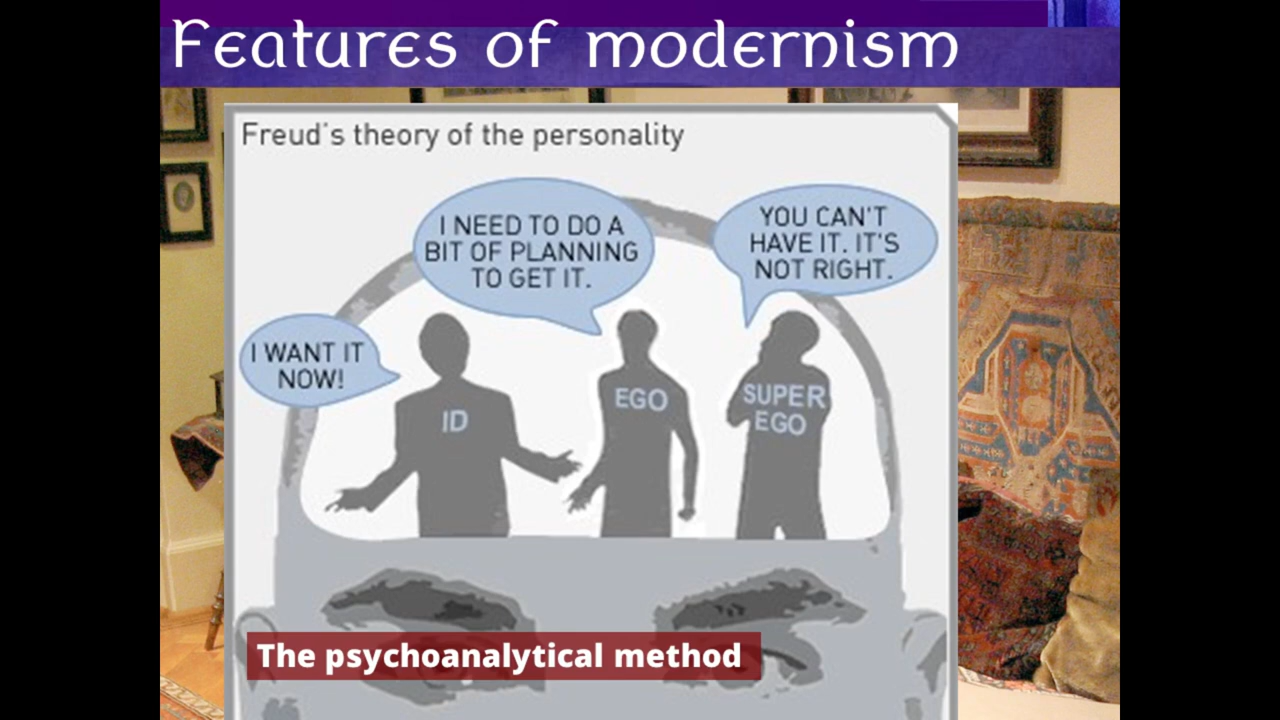 Features of modernism
Freud's theory of the personality
I NEED TO DO A
BIT OF PLANNING
TO GET IT.
YOU CAN'T
HAVE IT. IT'S
NOT RIGHT.
I WANT IT
NOW!
ID
EGO
SUPER
EGO
The psychoanalytical method